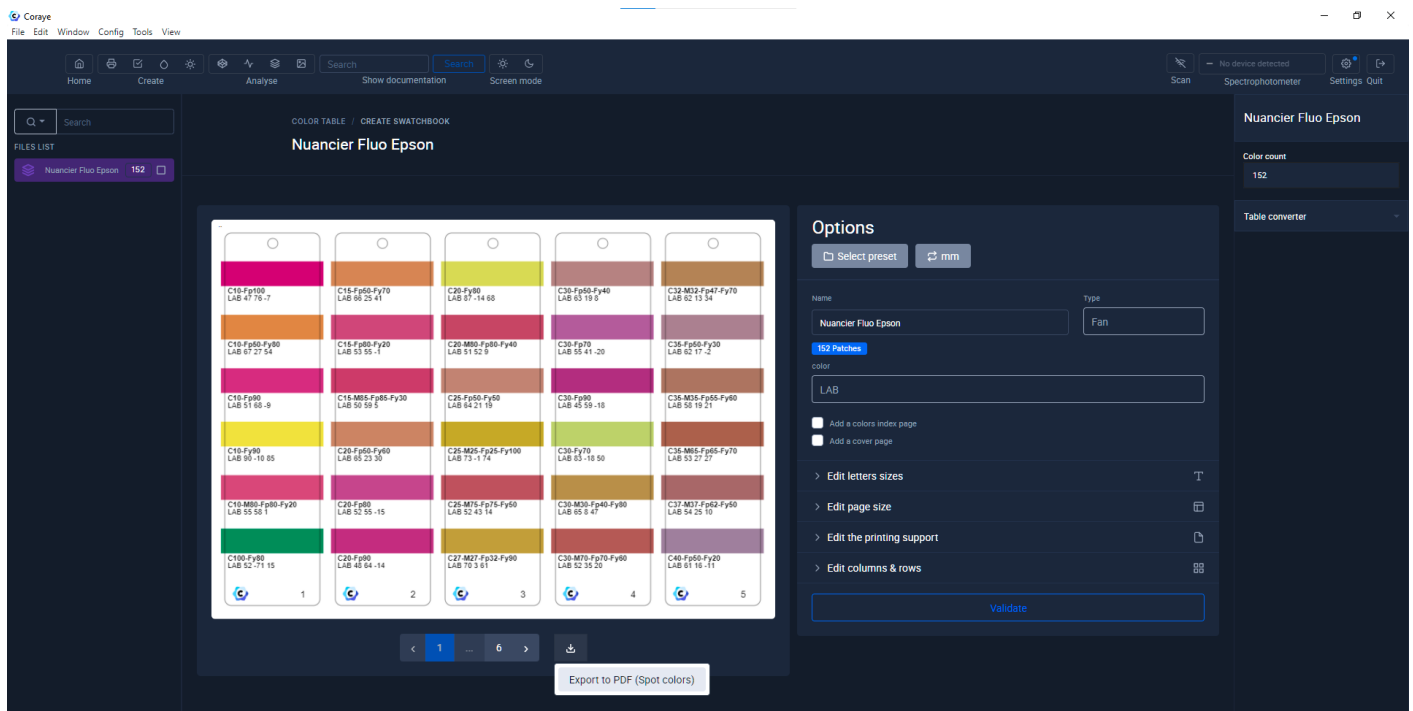 Coraye
File Edit Window Config Tools View
Search Search
No device detected
Home Create Analyse Show documentation Screen mode Scan Spectrophotometer Settings Quit
Search
FILES LIST
Nuancier Fluo Epson 152
COLOR TABLE / CREATE SWATCHBOOK
Nuancier Fluo Epson
C10-Fp100
LAB 47 76 -7
C10-Fp50-Fy80
LAB 67 27 54
C10-Fp90
LAB 51 68 -9
C10-Fy90
LAB 90 -10 85
C10-M80-Fp80-Fy20
LAB 55 58 1
C100-Fy80
LAB 52 -71 15
1
C15-Fp50-Fy70
LAB 66 25 41
C15-Fp80-Fy20
LAB 53 55 -1
C15-M85-Fp85-Fy30
LAB 50 59 5
C20-Fp50-Fy60
LAB 65 23 30
C20-Fp80
LAB 52 55 -15
C20-Fp90
LAB 48 64 -14
2
C20-Fy80
LAB 87 -14 68
C20-M80-Fp80-Fy40
LAB 51 52 9
C25-Fp50-Fy50
LAB 64 21 19
C25-M25-Fp25-Fy100
LAB 73 -1 74
C25-M75-Fp75-Fy50
LAB 52 43 14
C27-M27-Fp32-Fy90
LAB 70 3 61
3
C30-Fp50-Fy40
LAB 63 19 8
C30-Fp70
LAB 55 41 -20
C30-Fp90
LAB 45 59 -18
C30-Fy70
LAB 83 -18 50
C30-M30-Fp40-Fy80
LAB 65 8 47
C30-M70-Fp70-Fy60
LAB 52 35 20
4
C32-M32-Fp47-Fy70
LAB 62 13 34
C35-Fp50-Fy30
LAB 62 17 -2
C35-M35-Fp55-Fy60
LAB 58 19 21
C35-M65-Fp65-Fy70
LAB 53 27 27
C37-M37-Fp62-Fy50
LAB 54 25 10
C40-Fp50-Fy20
LAB 61 16 -11
5
1 ... 6
Export to PDF (Spot colors)
Options
Select preset mm
Name Type
Nuancier Fluo Epson Fan
152 Patches
color
LAB
Add a colors index page
Add a cover page
Edit letters sizes
Edit page size
Edit the printing support
Edit columns & rows
Validate
Nuancier Fluo Epson
Color count
152
Table converter